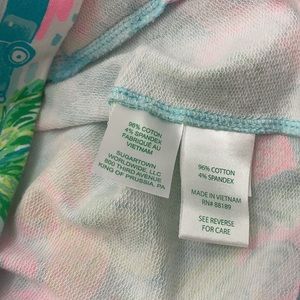 96% COTTON
4% SPANDEX
FABRIQUÉ AU
VIETNAM
SUGARTOWN
WORLDWIDE, LLC
800 THIRD AVENUE
KING OF PRUSSIA, PA
96% COTTON
4% SPANDEX
MADE IN VIETNAM
RN# 88189
SEE REVERSE
FOR CARE